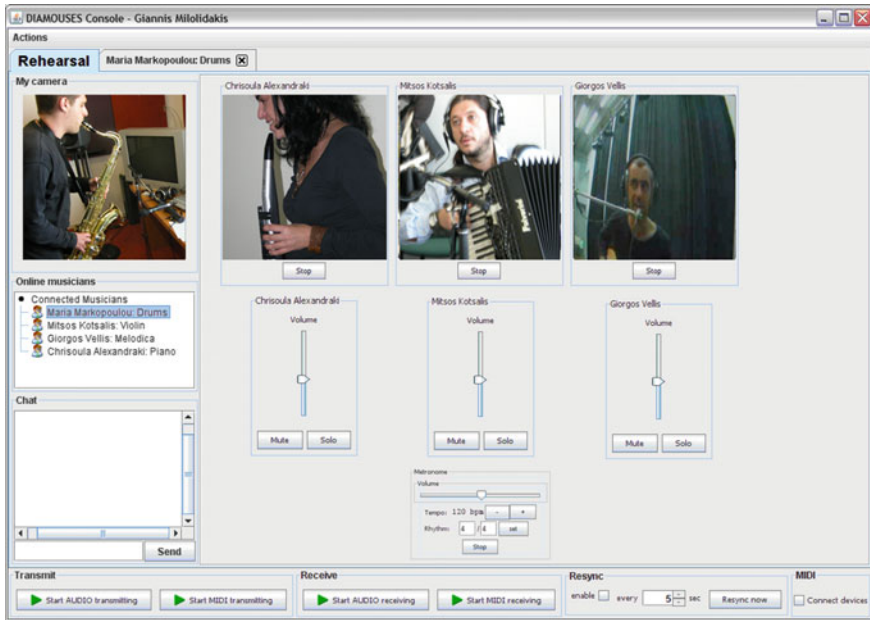 DIAMOUSES Console - Giannis Milolidakis
Actions
Rehearsal
Maria Markopoulou: Drums
My camera
Chrisoula Alexandraki
Mitsos Kotsalis
Giorgos Vellis
Stop
Stop
Stop
Online musicians
Connected Musicians
Maria Markopoulou: Drums
Mitsos Kotsalis: Violin
Giorgos Vellis: Melodica
Chrisoula Alexandraki: Piano
Chrisoula Alexandraki
Volume
Mute Solo
Mitsos Kotsalis
Volume
Mute Solo
Giorgos Vellis
Volume
Mute Solo
Chat
Send
Metronome
Volume
Tempo: 120 bpm - +
Rhythm: 4 / 4 set
Stop
Transmit
Start AUDIO transmitting Start MIDI transmitting
Receive
Start AUDIO receiving Start MIDI receiving
Resync
enable every 5 sec Resync now
MIDI
Connect devices